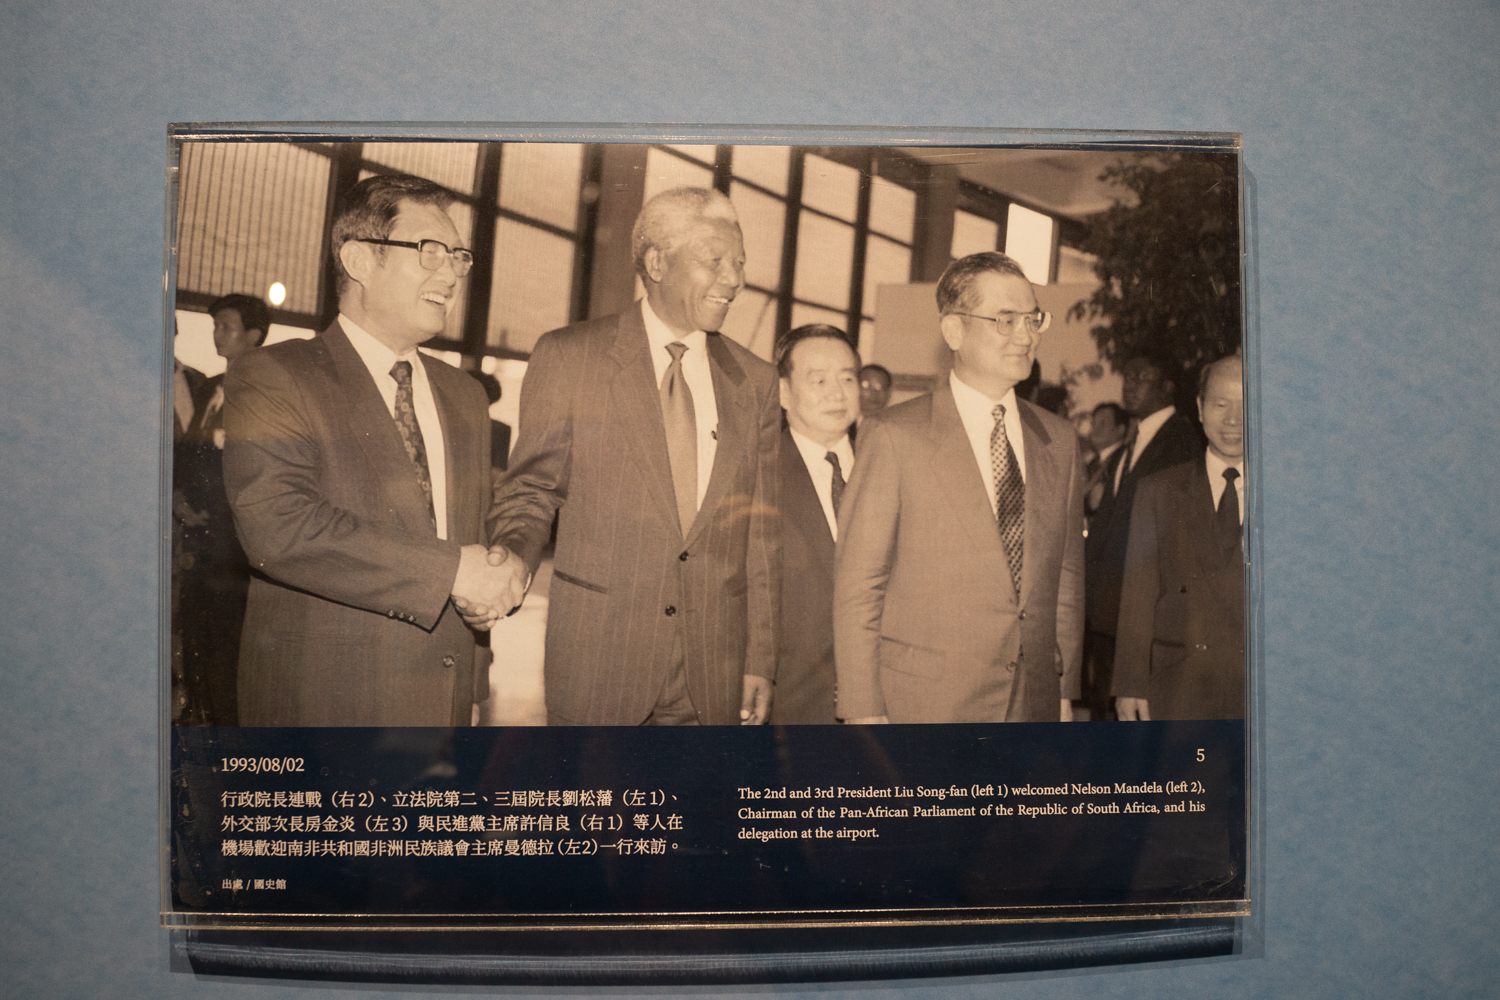 1993/08/02
5
行政院長連戰（右2）、立法院第二、三屆院長劉松藩（左1）、
外交部次長房金炎（左3）與民進黨主席許信良（右1）等人在
機場歡迎南非共和國非洲民族議會主席曼德拉（左2）一行來訪。
出處 / 國史館
The 2nd and 3rd President Liu Song-fan (left 1) welcomed Nelson Mandela (left 2),
Chairman of the Pan-African Parliament of the Republic of South Africa, and his
delegation at the airport.